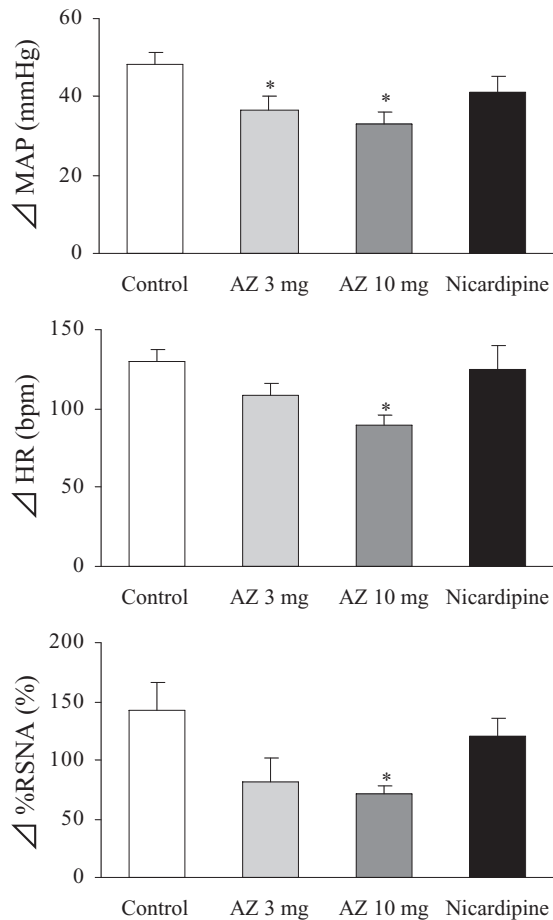 60
40
20
0
⊿ MAP (mmHg)
*
*
Control AZ 3 mg AZ 10 mg Nicardipine
150
100
50
0
⊿ HR (bpm)
*
Control AZ 3 mg AZ 10 mg Nicardipine
200
150
100
50
0
⊿ %RSNA (%)
*
Control AZ 3 mg AZ 10 mg Nicardipine